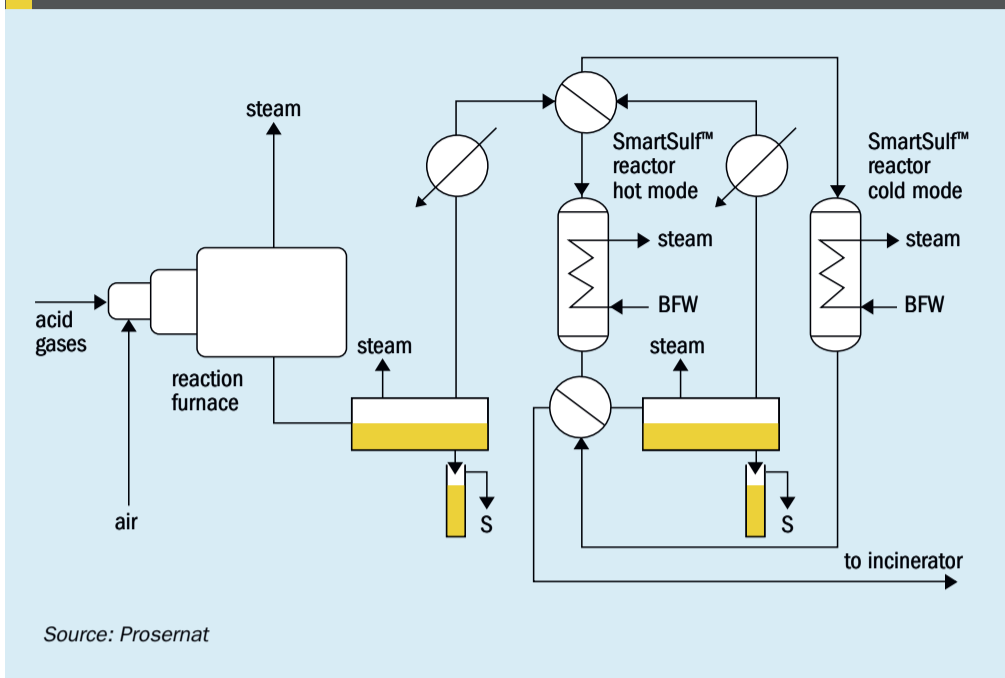 steam
SmartSulf™
reactor
hot mode
SmartSulf™
reactor
cold mode
steam
steam
acid
gases
BFW
BFW
reaction
furnace
steam
steam
air
S
S
to incinerator
Source: Prosernat